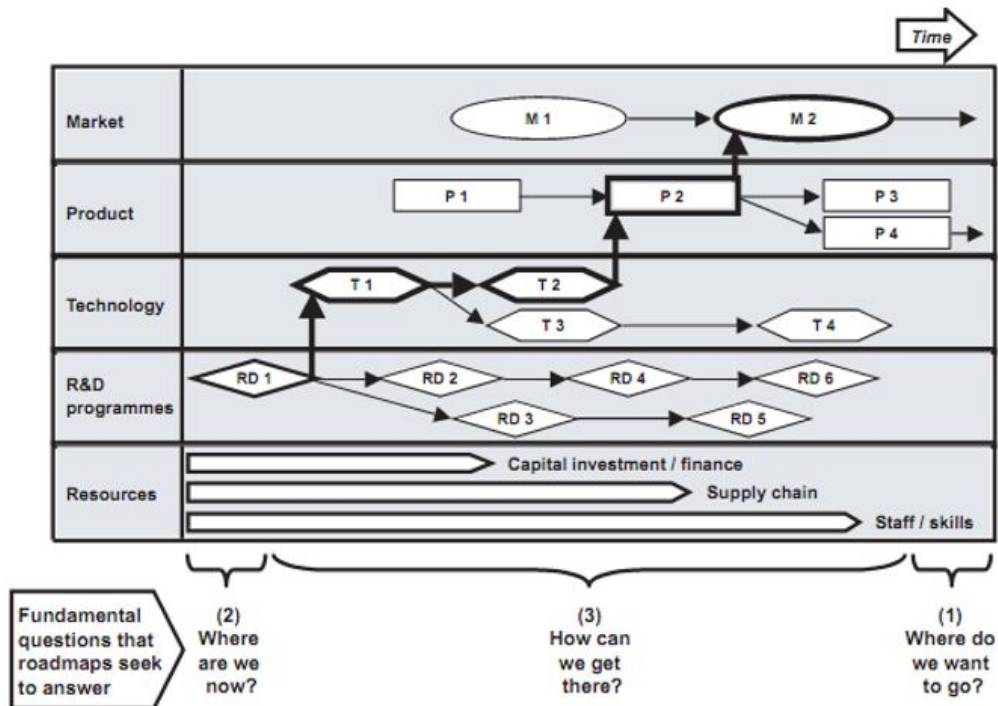 Time
Market
M 1
M 2
Product
P 1
P 2
P 3
P 4
Technology
T 1
T 2
T 3
T 4
R&D
programmes
RD 1
RD 2
RD 4
RD 6
RD 3
RD 5
Resources
Capital investment / finance
Supply chain
Staff / skills
Fundamental
questions that
roadmaps seek
to answer
(2)
Where
are we
now?
(3)
How can
we get
there?
(1)
Where do
we want
to go?